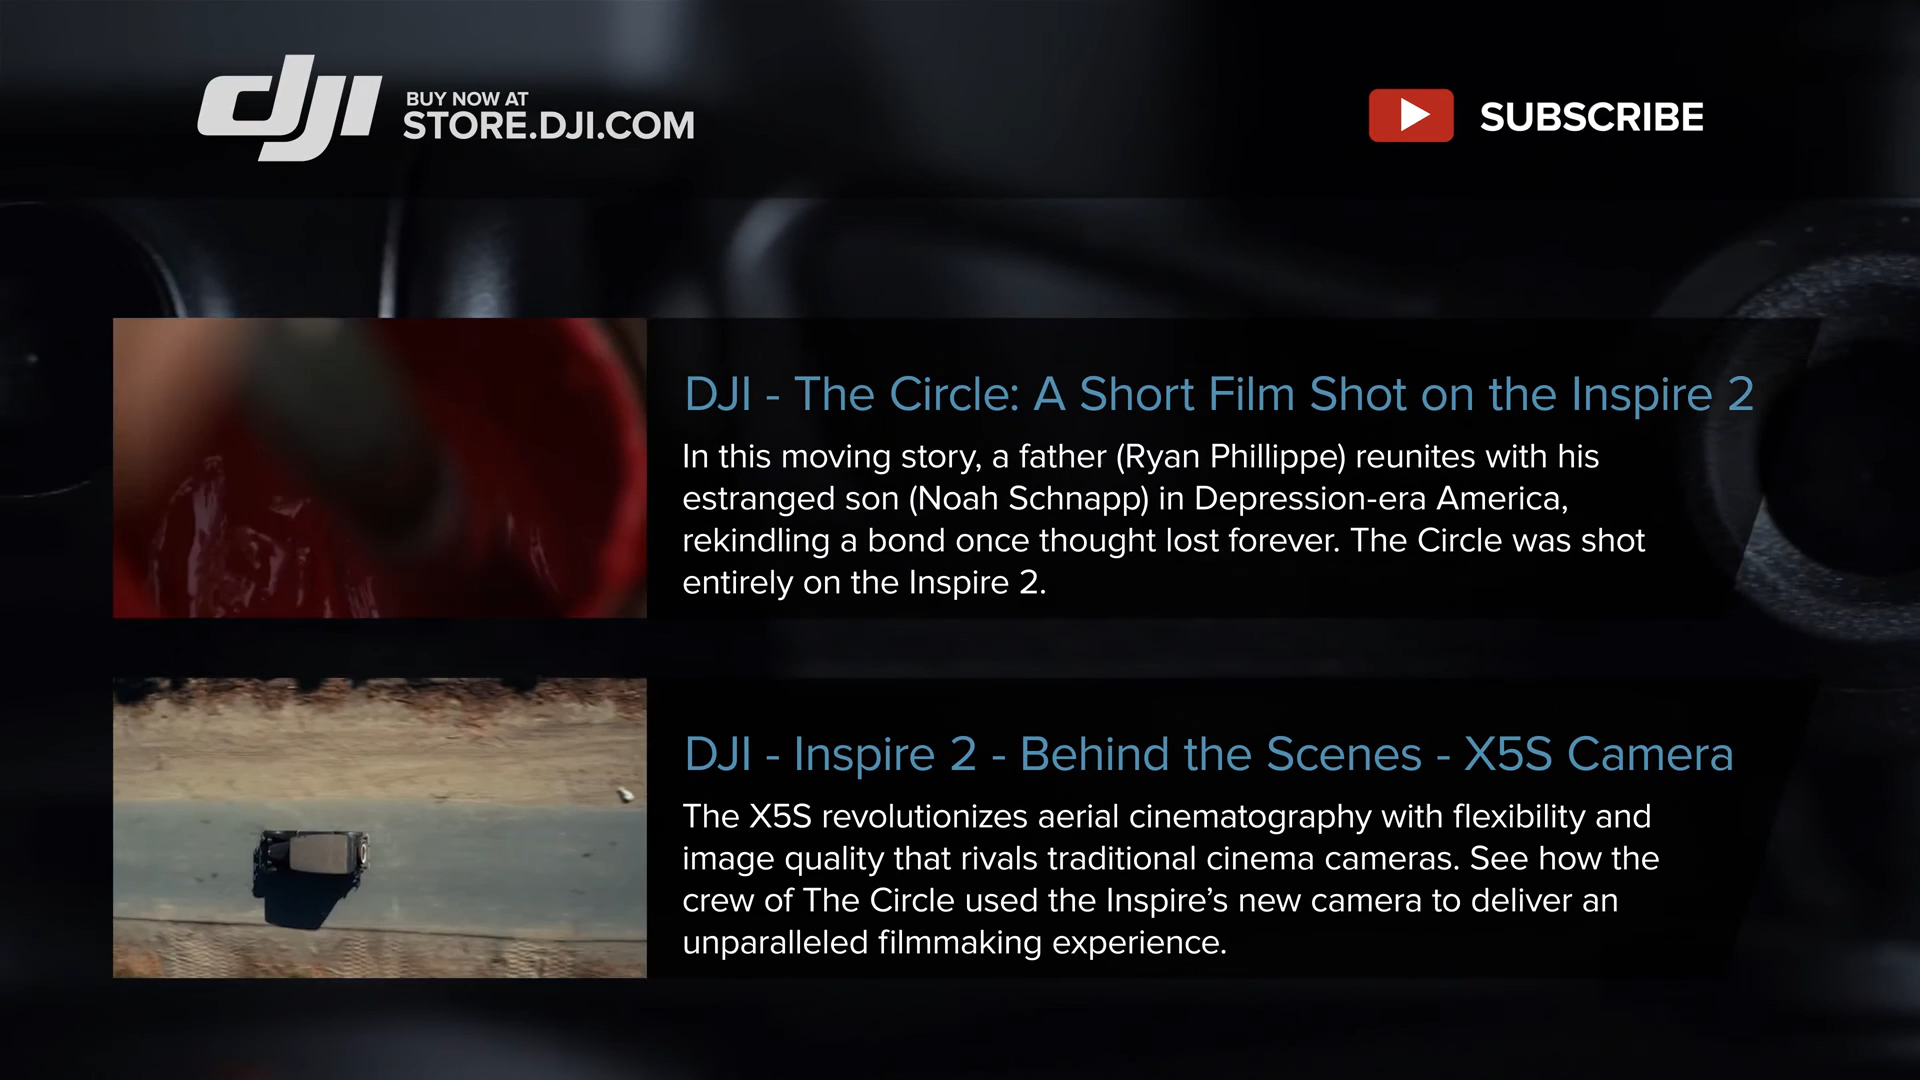 dji
BUY NOW AT
STORE.DJI.COM
SUBSCRIBE
DJI - The Circle: A Short Film Shot on the Inspire 2
In this moving story, a father (Ryan Phillippe) reunites with his
estranged son (Noah Schnapp) in Depression-era America,
rekindling a bond once thought lost forever. The Circle was shot
entirely on the Inspire 2.
DJI - Inspire 2 - Behind the Scenes - X5S Camera
The X5S revolutionizes aerial cinematography with flexibility and
image quality that rivals traditional cinema cameras. See how the
crew of The Circle used the Inspire’s new camera to deliver an
unparalleled filmmaking experience.